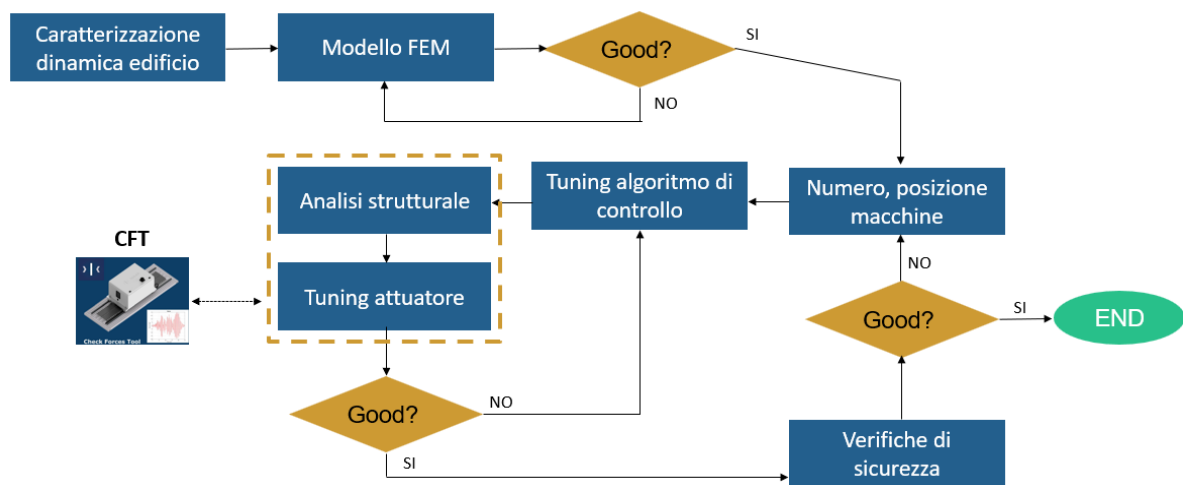 Caratterizzazione
dinamica edificio
Modello FEM
Good?
SI
NO
Analisi strutturale
Tuning algoritmo di
controllo
Numero, posizione
macchine
CFT
Tuning attuatore
Check Forces Tool
NO
Good?
SI
END
Good?
NO
SI
Verifiche di
sicurezza